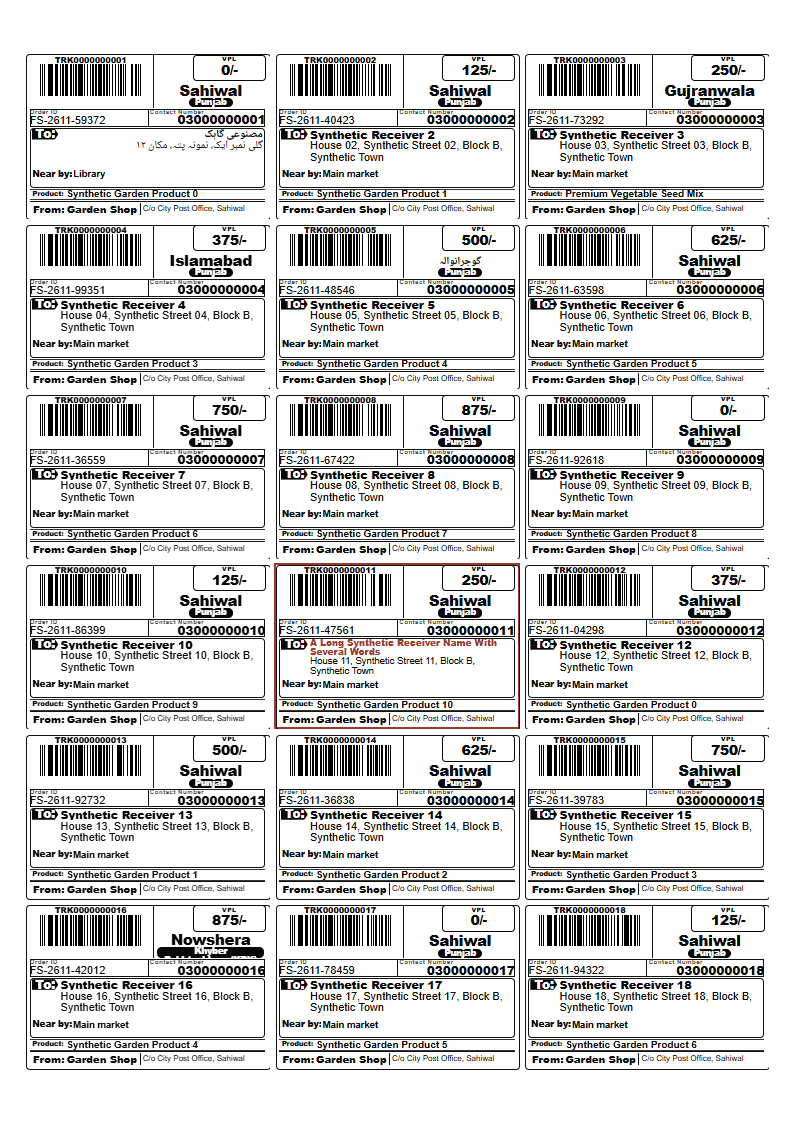 TRK0000000001
VPL
0/-
Sahiwal
Punjab
Order ID
Contact Number
FS-2611-59372
03000000001
TO:
مصنوعی گاہک
گلی نمبر ایک، نمونہ پتہ، مکان ۱۲
Near by: Library
Product: Synthetic Garden Product 0
From: Garden Shop C/o City Post Office, Sahiwal
TRK0000000002
VPL
125/-
Sahiwal
Punjab
Order ID
Contact Number
FS-2611-40423
03000000002
TO: Synthetic Receiver 2
House 02, Synthetic Street 02, Block B,
Synthetic Town
Near by: Main market
Product: Synthetic Garden Product 1
From: Garden Shop C/o City Post Office, Sahiwal
TRK0000000003
VPL
250/-
Gujranwala
Punjab
Order ID
Contact Number
FS-2611-73292
03000000003
TO: Synthetic Receiver 3
House 03, Synthetic Street 03, Block B,
Synthetic Town
Near by: Main market
Product: Premium Vegetable Seed Mix
From: Garden Shop C/o City Post Office, Sahiwal
TRK0000000004
VPL
375/-
Islamabad
Punjab
Order ID
Contact Number
FS-2611-99351
03000000004
TO: Synthetic Receiver 4
House 04, Synthetic Street 04, Block B,
Synthetic Town
Near by: Main market
Product: Synthetic Garden Product 3
From: Garden Shop C/o City Post Office, Sahiwal
TRK0000000005
VPL
500/-
گوجرانوالہ
Punjab
Order ID
Contact Number
FS-2611-48546
03000000005
TO: Synthetic Receiver 5
House 05, Synthetic Street 05, Block B,
Synthetic Town
Near by: Main market
Product: Synthetic Garden Product 4
From: Garden Shop C/o City Post Office, Sahiwal
TRK0000000006
VPL
625/-
Sahiwal
Punjab
Order ID
Contact Number
FS-2611-63598
03000000006
TO: Synthetic Receiver 6
House 06, Synthetic Street 06, Block B,
Synthetic Town
Near by: Main market
Product: Synthetic Garden Product 5
From: Garden Shop C/o City Post Office, Sahiwal
TRK0000000007
VPL
750/-
Sahiwal
Punjab
Order ID
Contact Number
FS-2611-36559
03000000007
TO: Synthetic Receiver 7
House 07, Synthetic Street 07, Block B,
Synthetic Town
Near by: Main market
Product: Synthetic Garden Product 6
From: Garden Shop C/o City Post Office, Sahiwal
TRK0000000008
VPL
875/-
Sahiwal
Punjab
Order ID
Contact Number
FS-2611-67422
03000000008
TO: Synthetic Receiver 8
House 08, Synthetic Street 08, Block B,
Synthetic Town
Near by: Main market
Product: Synthetic Garden Product 7
From: Garden Shop C/o City Post Office, Sahiwal
TRK0000000009
VPL
0/-
Sahiwal
Punjab
Order ID
Contact Number
FS-2611-92618
03000000009
TO: Synthetic Receiver 9
House 09, Synthetic Street 09, Block B,
Synthetic Town
Near by: Main market
Product: Synthetic Garden Product 8
From: Garden Shop C/o City Post Office, Sahiwal
TRK0000000010
VPL
125/-
Sahiwal
Punjab
Order ID
Contact Number
FS-2611-86399
03000000010
TO: Synthetic Receiver 10
House 10, Synthetic Street 10, Block B,
Synthetic Town
Near by: Main market
Product: Synthetic Garden Product 9
From: Garden Shop C/o City Post Office, Sahiwal
TRK0000000011
VPL
250/-
Sahiwal
Punjab
Order ID
Contact Number
FS-2611-47561
03000000011
TO: A Long Synthetic Receiver Name With
Several Words
House 11, Synthetic Street 11, Block B,
Synthetic Town
Near by: Main market
Product: Synthetic Garden Product 10
From: Garden Shop C/o City Post Office, Sahiwal
TRK0000000012
VPL
375/-
Sahiwal
Punjab
Order ID
Contact Number
FS-2611-04298
03000000012
TO: Synthetic Receiver 12
House 12, Synthetic Street 12, Block B,
Synthetic Town
Near by: Main market
Product: Synthetic Garden Product 0
From: Garden Shop C/o City Post Office, Sahiwal
TRK0000000013
VPL
500/-
Sahiwal
Punjab
Order ID
Contact Number
FS-2611-92732
03000000013
TO: Synthetic Receiver 13
House 13, Synthetic Street 13, Block B,
Synthetic Town
Near by: Main market
Product: Synthetic Garden Product 1
From: Garden Shop C/o City Post Office, Sahiwal
TRK0000000014
VPL
625/-
Sahiwal
Punjab
Order ID
Contact Number
FS-2611-36838
03000000014
TO: Synthetic Receiver 14
House 14, Synthetic Street 14, Block B,
Synthetic Town
Near by: Main market
Product: Synthetic Garden Product 2
From: Garden Shop C/o City Post Office, Sahiwal
TRK0000000015
VPL
750/-
Sahiwal
Punjab
Order ID
Contact Number
FS-2611-39783
03000000015
TO: Synthetic Receiver 15
House 15, Synthetic Street 15, Block B,
Synthetic Town
Near by: Main market
Product: Synthetic Garden Product 3
From: Garden Shop C/o City Post Office, Sahiwal
TRK0000000016
VPL
875/-
Nowshera
Khyber
Order ID
Contact Number
FS-2611-42012
03000000016
TO: Synthetic Receiver 16
House 16, Synthetic Street 16, Block B,
Synthetic Town
Near by: Main market
Product: Synthetic Garden Product 4
From: Garden Shop C/o City Post Office, Sahiwal
TRK0000000017
VPL
0/-
Sahiwal
Punjab
Order ID
Contact Number
FS-2611-78459
03000000017
TO: Synthetic Receiver 17
House 17, Synthetic Street 17, Block B,
Synthetic Town
Near by: Main market
Product: Synthetic Garden Product 5
From: Garden Shop C/o City Post Office, Sahiwal
TRK0000000018
VPL
125/-
Sahiwal
Punjab
Order ID
Contact Number
FS-2611-94322
03000000018
TO: Synthetic Receiver 18
House 18, Synthetic Street 18, Block B,
Synthetic Town
Near by: Main market
Product: Synthetic Garden Product 6
From: Garden Shop C/o City Post Office, Sahiwal